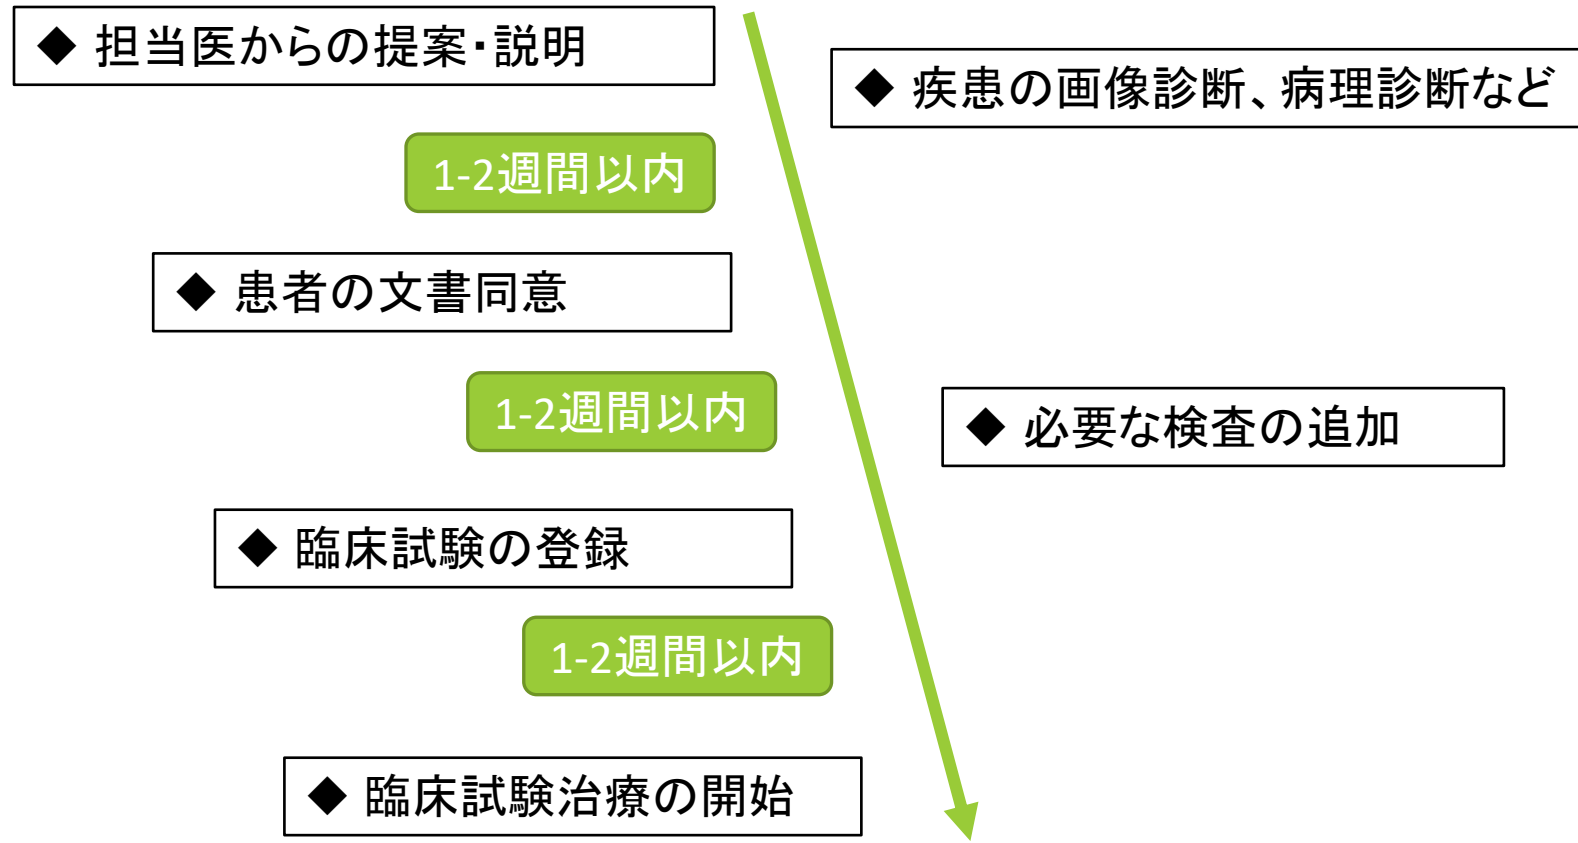 ◆ 担当医からの提案・説明
◆ 疾患の画像診断、病理診断など
1-2週間以内
◆ 患者の文書同意
1-2週間以内
◆ 必要な検査の追加
◆ 臨床試験の登録
1-2週間以内
◆ 臨床試験治療の開始